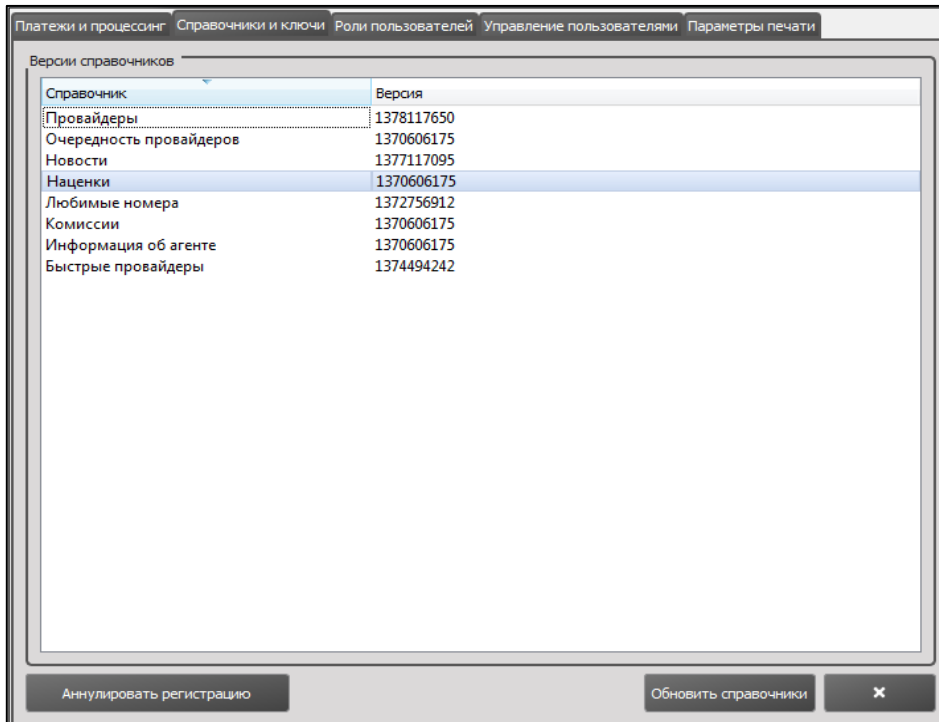 Платежи и процессинг Справочники и ключи Роли пользователей Управление пользователями Параметры печати
Версии справочников
Справочник Версия
Провайдеры 1378117650
Очередность провайдеров 1370606175
Новости 1377117095
Наценки 1370606175
Любимые номера 1372756912
Комиссии 1370606175
Информация об агенте 1370606175
Быстрые провайдеры 1374494242
Аннулировать регистрацию Обновить справочники